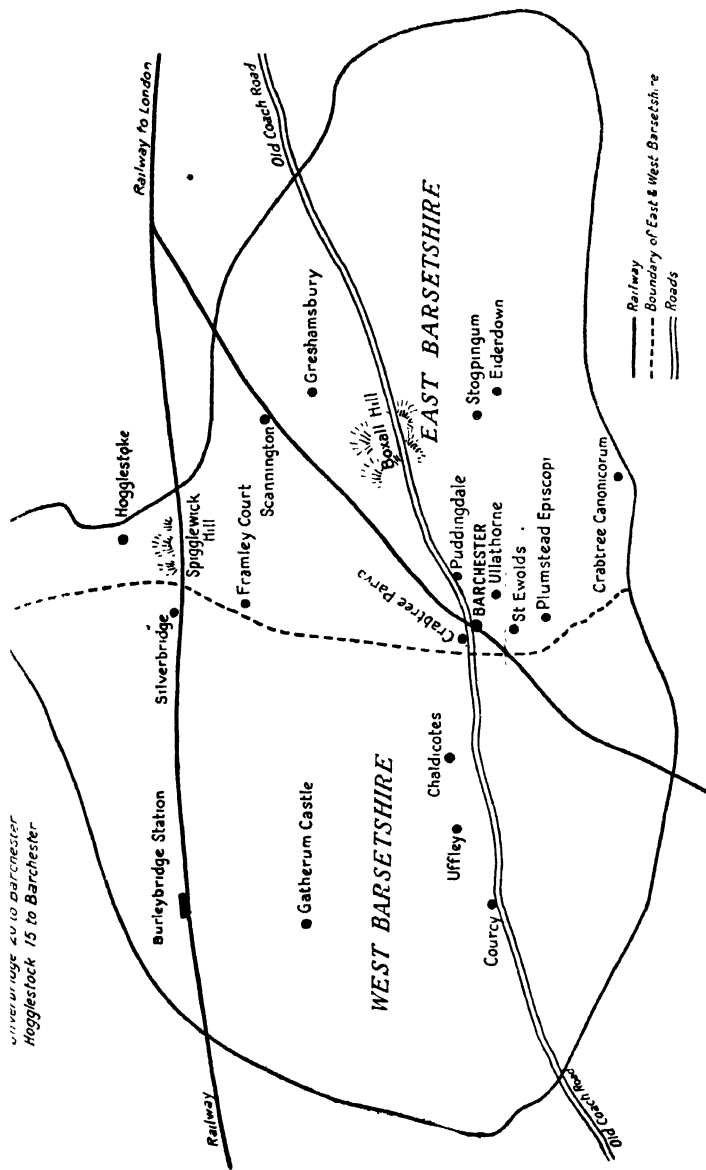 20 to Barchester
Hogglestock 15 to Barchester
Railway to London
Old Coach Road
Hogglestoke
Burleybridge Station
Silverbridge
Spigglewick
Hill
Framley Court
Scannington
Greshamsbury
Railway
Gatherum Castle
Boxall Hill
WEST BARSETSHIRE
EAST BARSETSHIRE
Crabtree Parva
Puddingdale
Chaldicotes
Uffley
BARCHESTER
Stogpingum
Courcy
Ullathorne
Eiderdown
St Ewolds
Plumstead Episcopi
Old Coach Road
Crabtree Canonicorum
Railway
Boundary of East & West Barsetshire
Roads